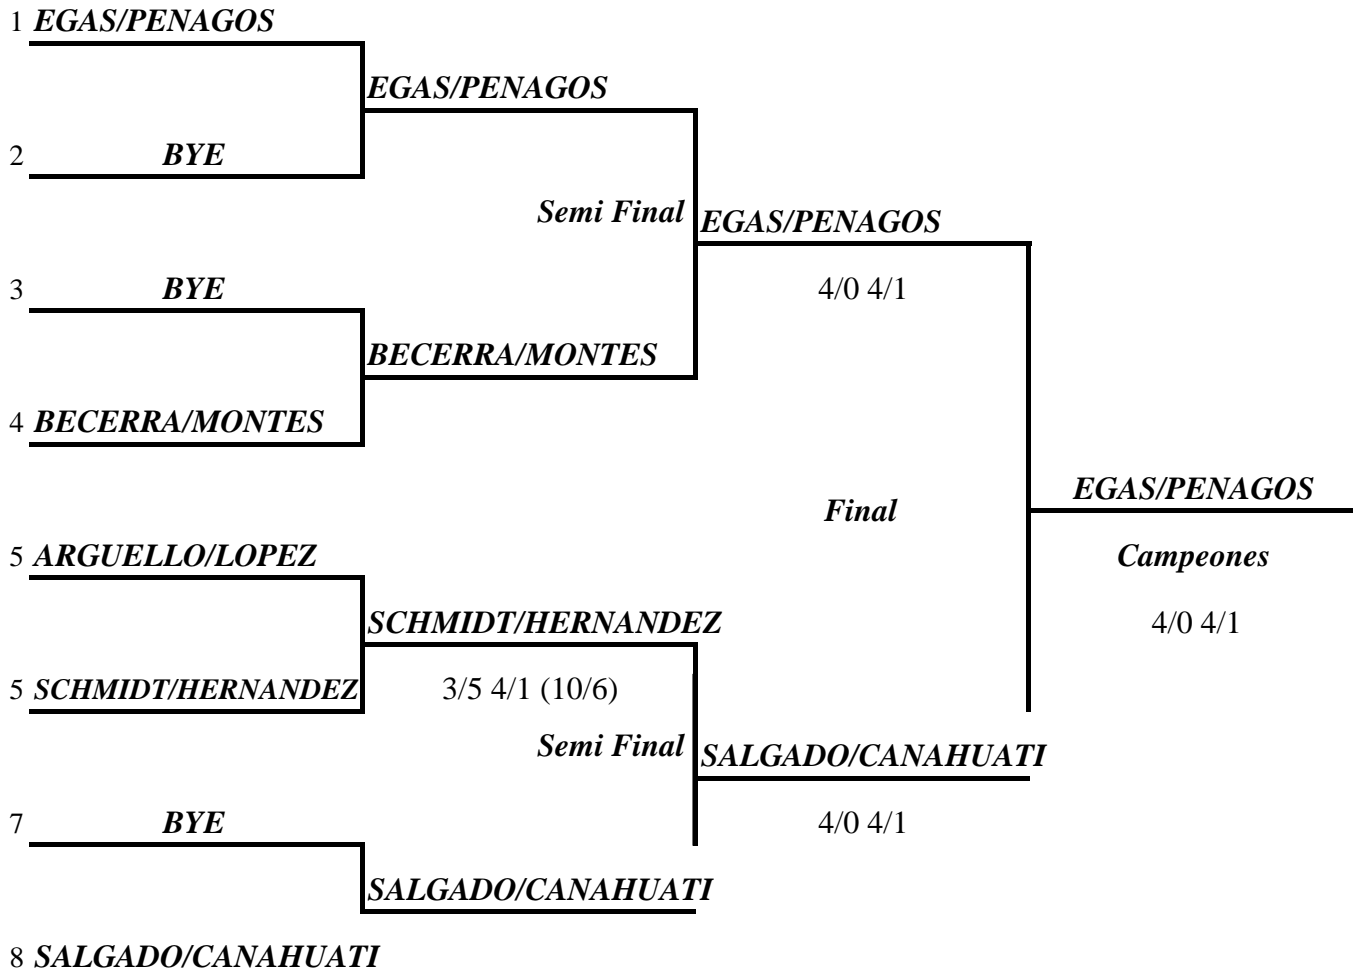 1 EGAS/PENAGOS
EGAS/PENAGOS
2 BYE
Semi Final
EGAS/PENAGOS
3 BYE
4/0 4/1
BECERRA/MONTES
4 BECERRA/MONTES
EGAS/PENAGOS
Final
5 ARGUELLO/LOPEZ
Campeones
SCHMIDT/HERNANDEZ
4/0 4/1
5 SCHMIDT/HERNANDEZ
3/5 4/1 (10/6)
Semi Final
SALGADO/CANAHUATI
7 BYE
4/0 4/1
SALGADO/CANAHUATI
8 SALGADO/CANAHUATI